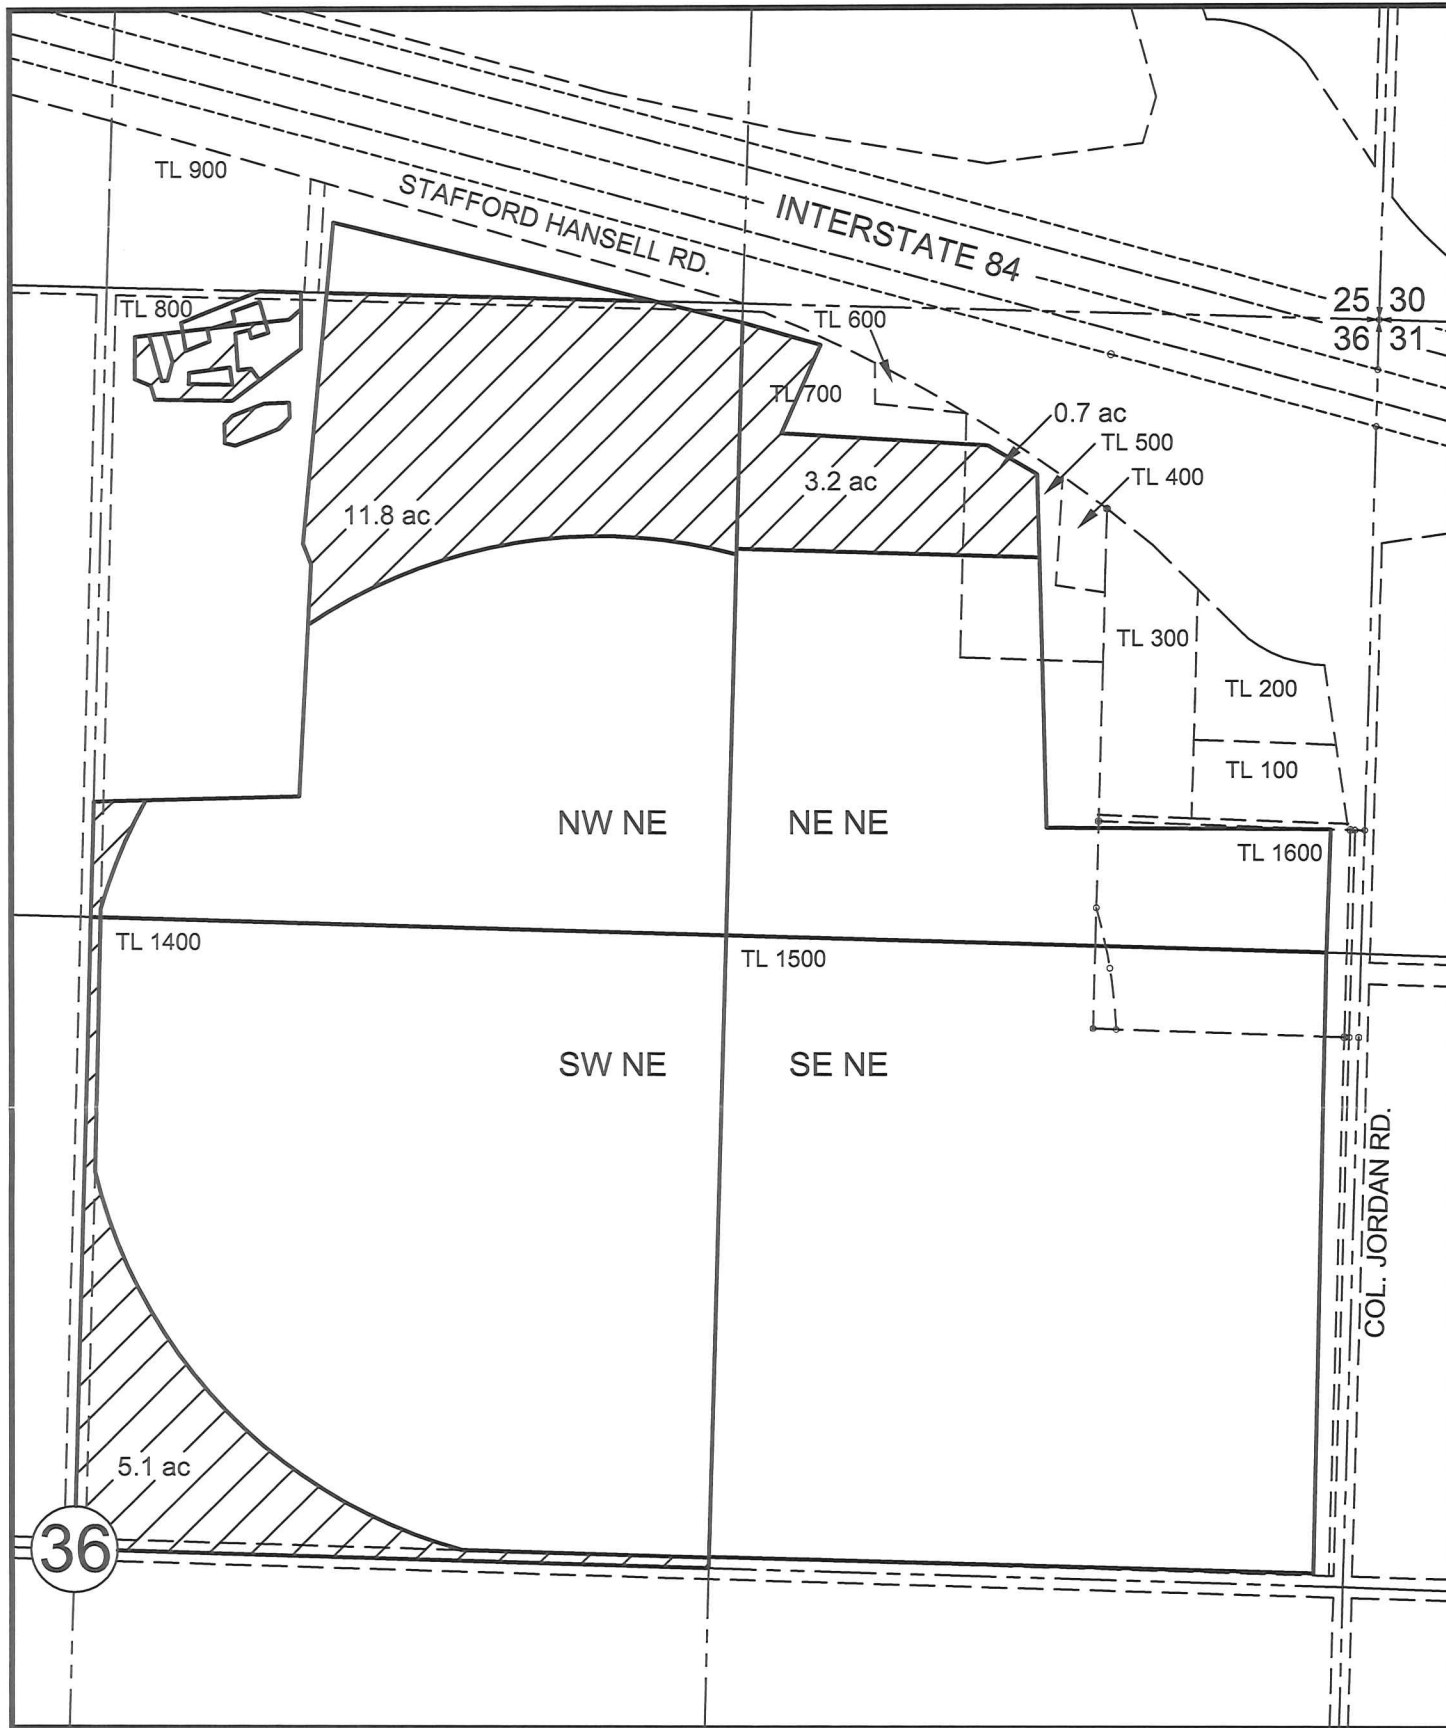 TL 900
STAFFORD HANSELL RD.
INTERSTATE 84
25 30
36 31
TL 800
TL 600
TL 700
0.7 ac
TL 500
TL 400
3.2 ac
11.8 ac
TL 300
TL 200
TL 100
NW NE
NE NE
TL 1600
TL 1400
TL 1500
SW NE
SE NE
COL. JORDAN RD.
5.1 ac
36